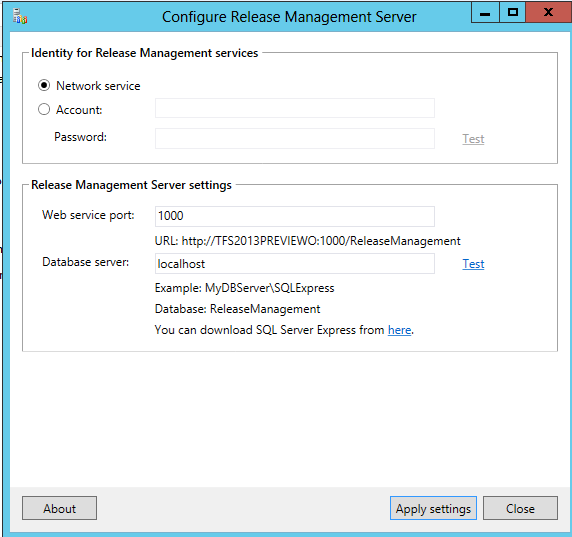 Configure Release Management Server
Identity for Release Management services
Network service
Account:
Password:
Test
Release Management Server settings
Web service port: 1000
URL: http://TFS2013PREVIEWO:1000/ReleaseManagement
Database server: localhost Test
Example: MyDBServer\SQLExpress
Database: ReleaseManagement
You can download SQL Server Express from here.
About Apply settings Close